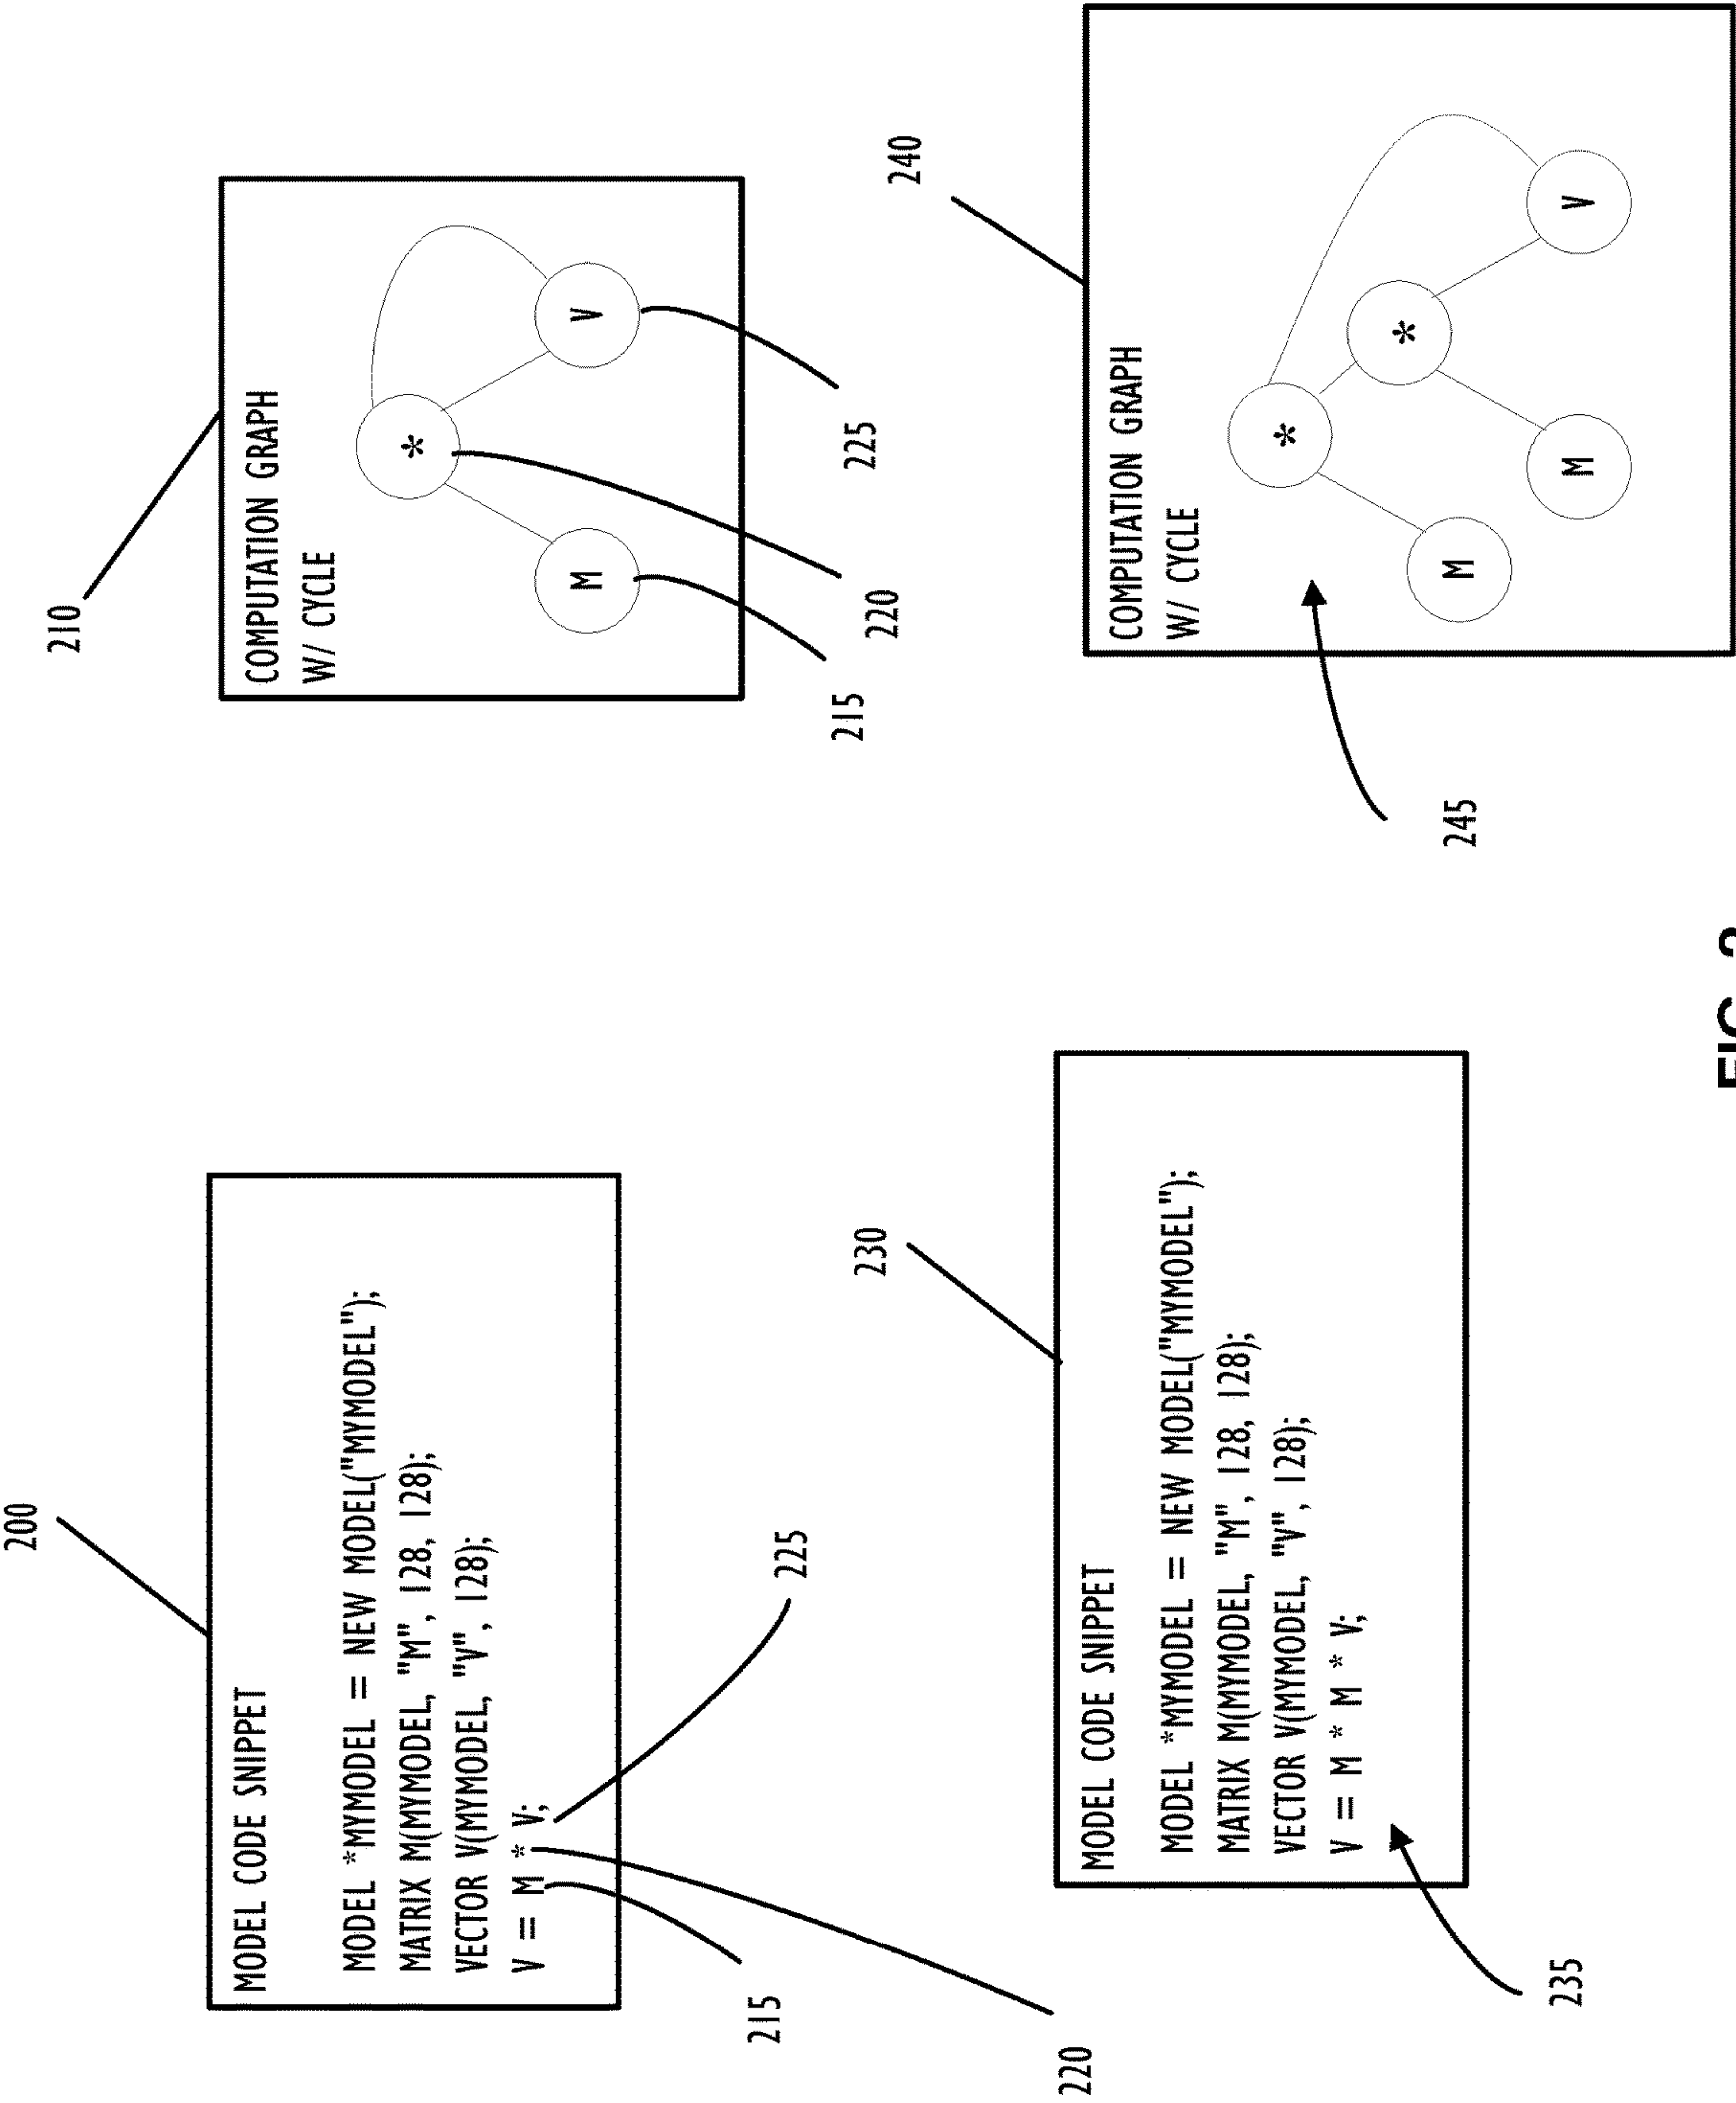 200
MODEL CODE SNIPPET
MODEL *MYMODEL = NEW MODEL("MYMODEL");
MATRIX M(MYMODEL, "M", 128, 128);
VECTOR V(MYMODEL, "V", 128);
V = M * V;
215
220
225
210
COMPUTATION GRAPH
W/ CYCLE
*
M
V
215
220
225
230
MODEL CODE SNIPPET
MODEL *MYMODEL = NEW MODEL("MYMODEL");
MATRIX M(MYMODEL, "M", 128, 128);
VECTOR V(MYMODEL, "V", 128);
V = M * M * V;
235
240
COMPUTATION GRAPH
W/ CYCLE
*
*
M
M
V
245
FIG